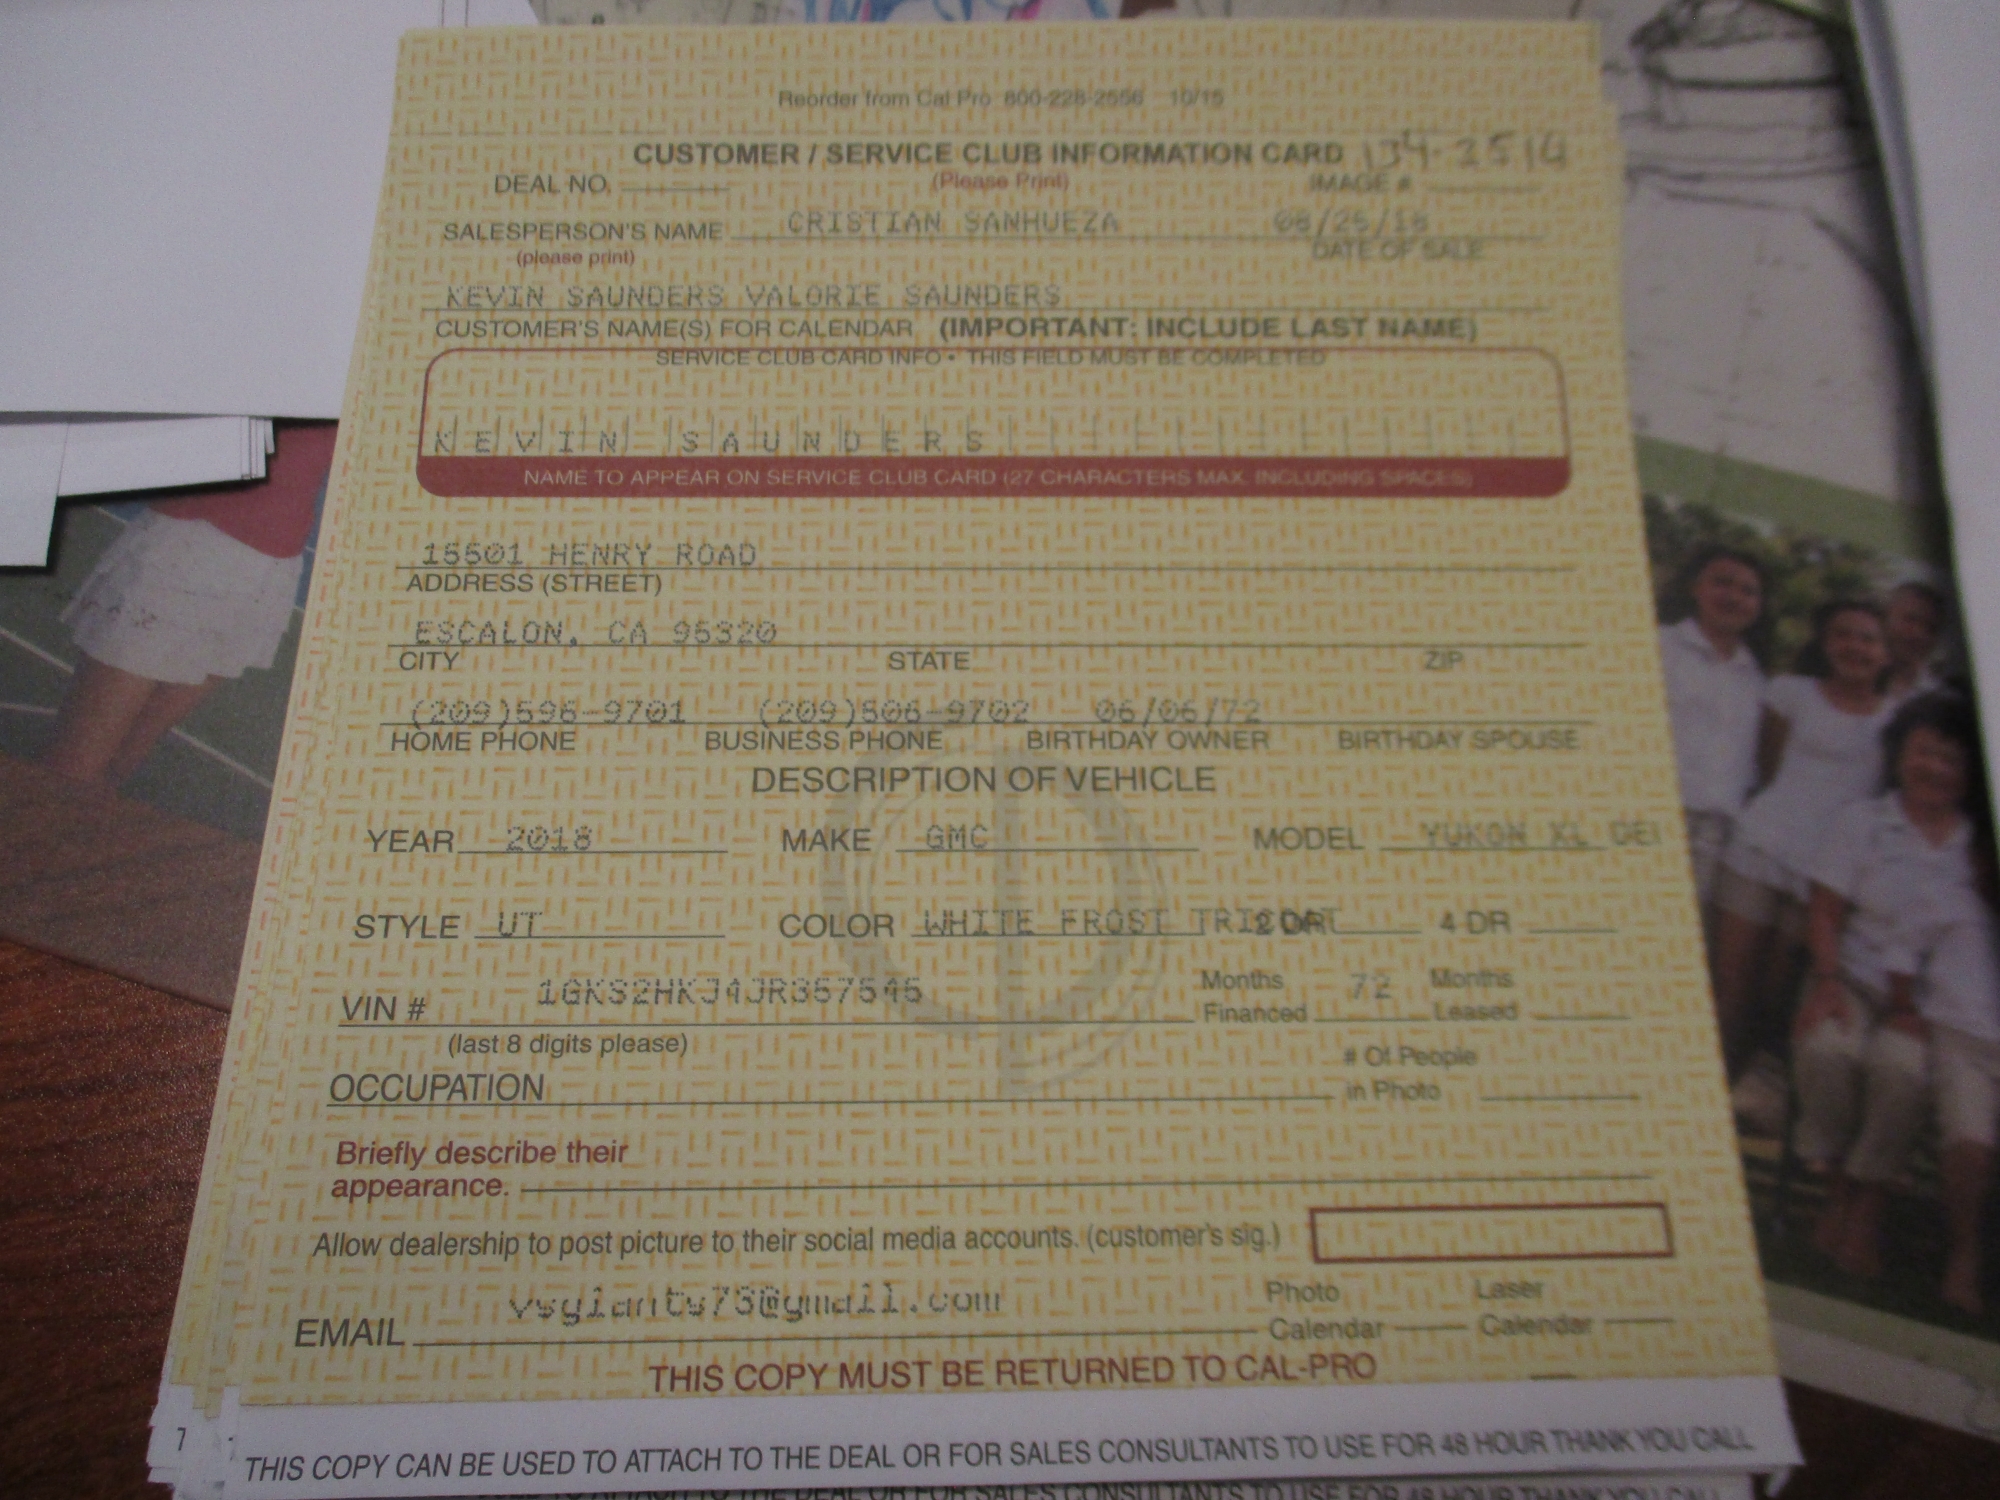 Reorder from Cal Pro 800-228-2556 10/15
CUSTOMER / SERVICE CLUB INFORMATION CARD 134-2514
DEAL NO. (Please Print) IMAGE #
SALESPERSON'S NAME CRISTIAN SANHUEZA 08/25/18
(please print) DATE OF SALE
KEVIN SAUNDERS VALORIE SAUNDERS
CUSTOMER'S NAME(S) FOR CALENDAR (IMPORTANT: INCLUDE LAST NAME)
SERVICE CLUB CARD INFO • THIS FIELD MUST BE COMPLETED
KEVIN SAUNDERS
NAME TO APPEAR ON SERVICE CLUB CARD (27 CHARACTERS MAX. INCLUDING SPACES)
15501 HENRY ROAD
ADDRESS (STREET)
ESCALON, CA 95320
CITY STATE ZIP
(209)596-9701 (209)506-9702 06/06/72
HOME PHONE BUSINESS PHONE BIRTHDAY OWNER BIRTHDAY SPOUSE
DESCRIPTION OF VEHICLE
YEAR 2018 MAKE GMC MODEL YUKON XL DEN
STYLE UT COLOR WHITE FROST TRICOAT 2 DR 4 DR
VIN # 1GKS2HKJ4JR357545 Months Financed 72 Months Leased
(last 8 digits please)
OCCUPATION # Of People in Photo
Briefly describe their
appearance.
Allow dealership to post picture to their social media accounts. (customer's sig.)
EMAIL vsgiants73@gmail.com Photo Calendar Laser Calendar
THIS COPY MUST BE RETURNED TO CAL-PRO
7
THIS COPY CAN BE USED TO ATTACH TO THE DEAL OR FOR SALES CONSULTANTS TO USE FOR 48 HOUR THANK YOU CALL